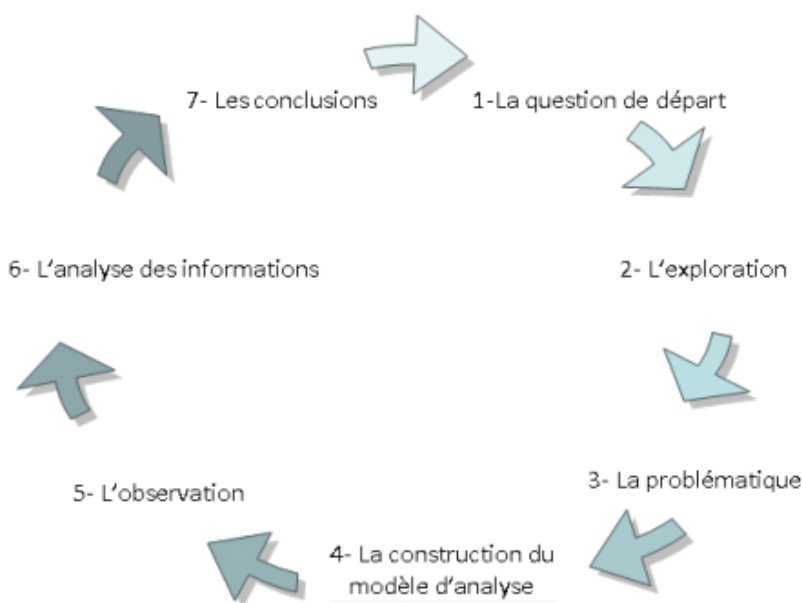 1-La question de départ
2- L'exploration
3- La problématique
4- La construction du
modèle d'analyse
5- L'observation
6- L'analyse des informations
7- Les conclusions